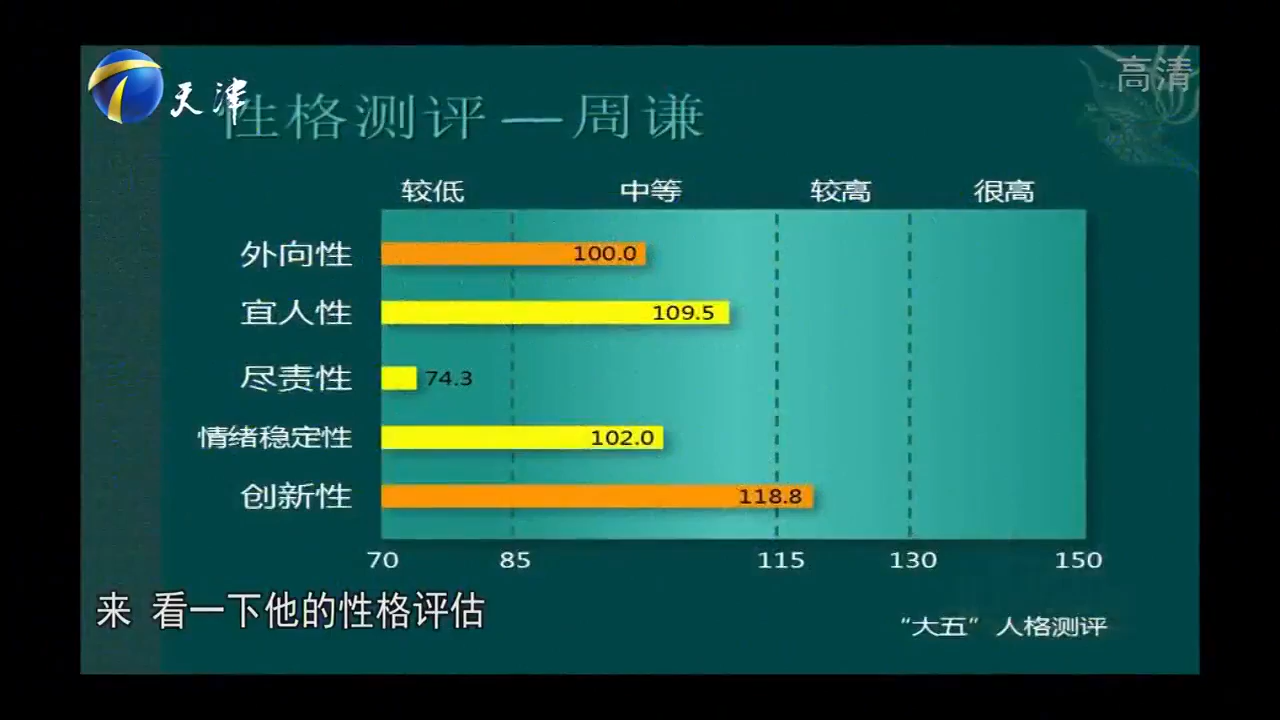 天津
高清
性格测评—周谦
较低 中等 较高 很高
外向性 100.0
宜人性 109.5
尽责性 74.3
情绪稳定性 102.0
创新性 118.8
70 85 115 130 150
来 看一下他的性格评估
“大五”人格测评